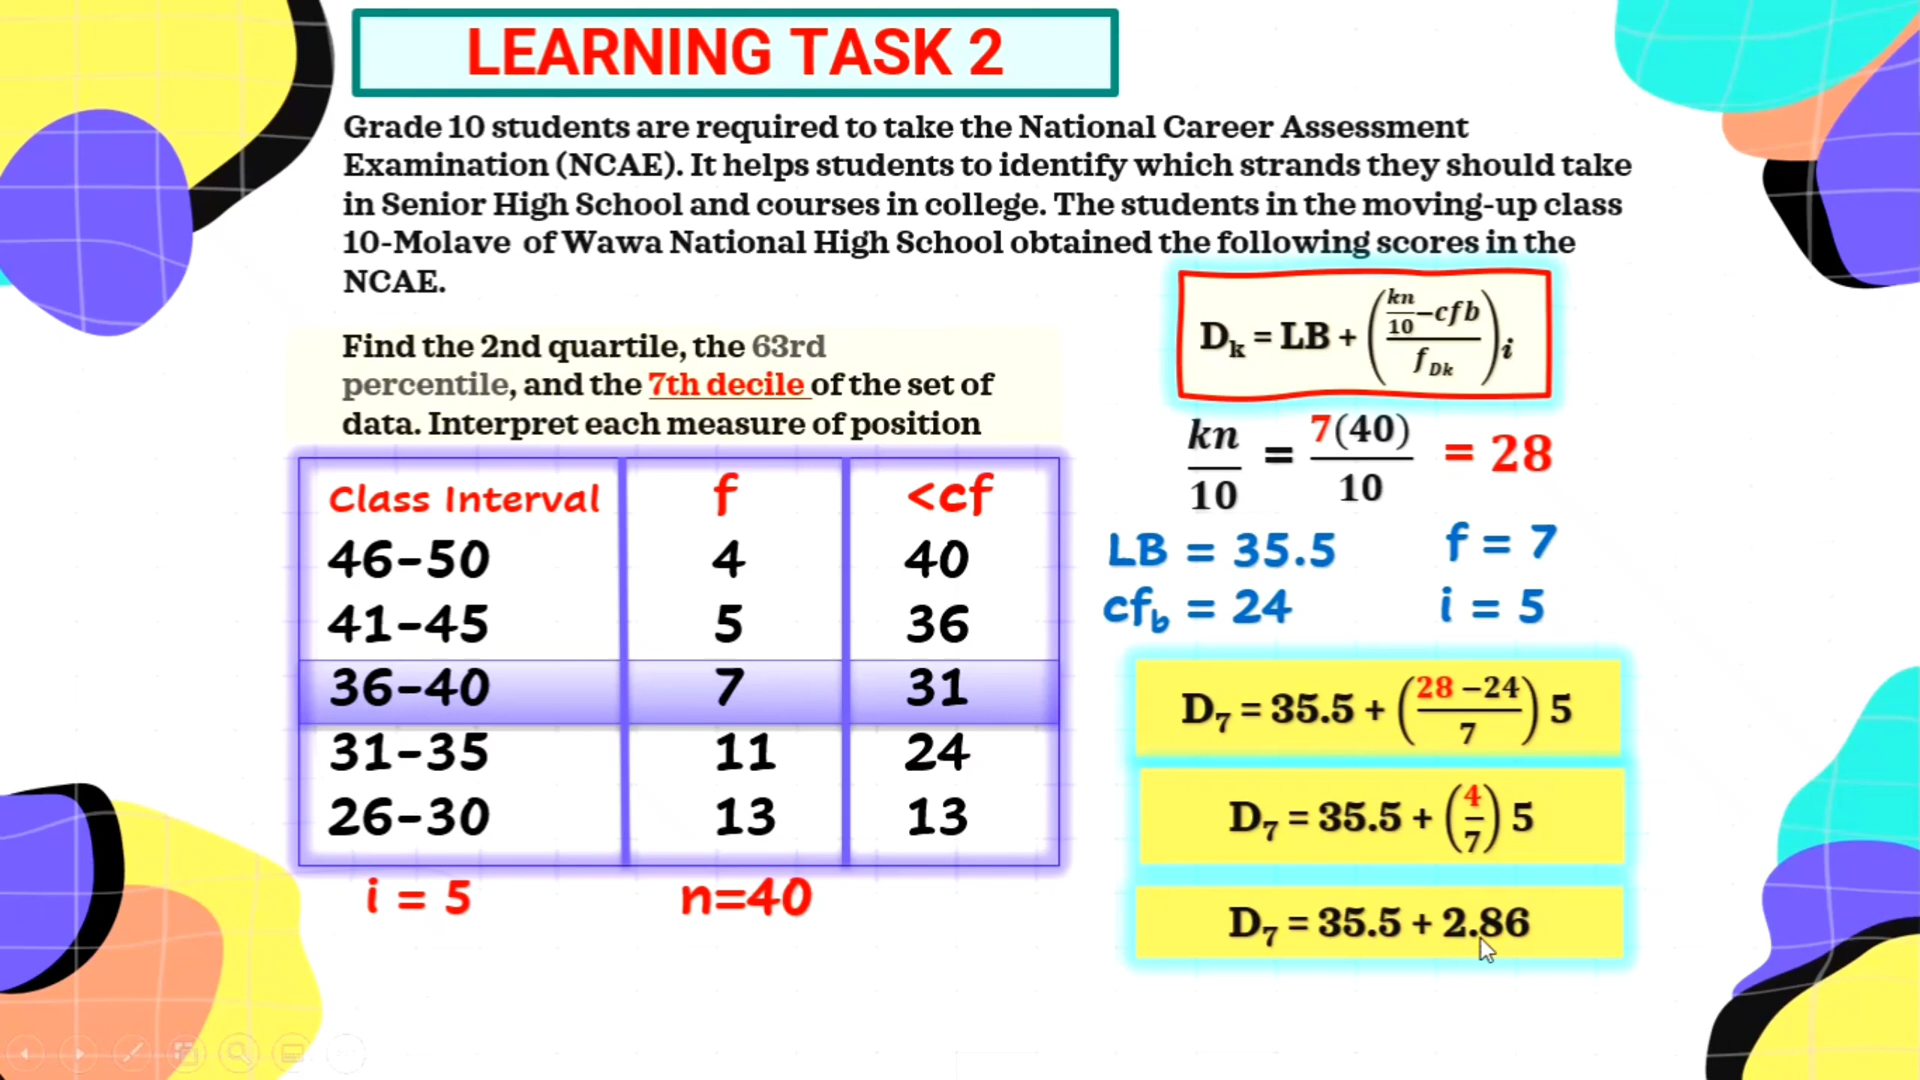 LEARNING TASK 2
Grade 10 students are required to take the National Career Assessment
Examination (NCAE). It helps students to identify which strands they should take
in Senior High School and courses in college. The students in the moving-up class
10-Molave of Wawa National High School obtained the following scores in the
NCAE.
Find the 2nd quartile, the 63rd
percentile, and the 7th decile of the set of
data. Interpret each measure of position
Class Interval f <cf
46-50 4 40
41-45 5 36
36-40 7 31
31-35 11 24
26-30 13 13
i = 5 n=40
Dₖ = LB + ((kn/10 – cfb)/f Dk) i
kn/10 = 7(40)/10 = 28
LB = 35.5 f = 7
cfb = 24 i = 5
D₇ = 35.5 + ((28 – 24)/7) 5
D₇ = 35.5 + (4/7) 5
D₇ = 35.5 + 2.86